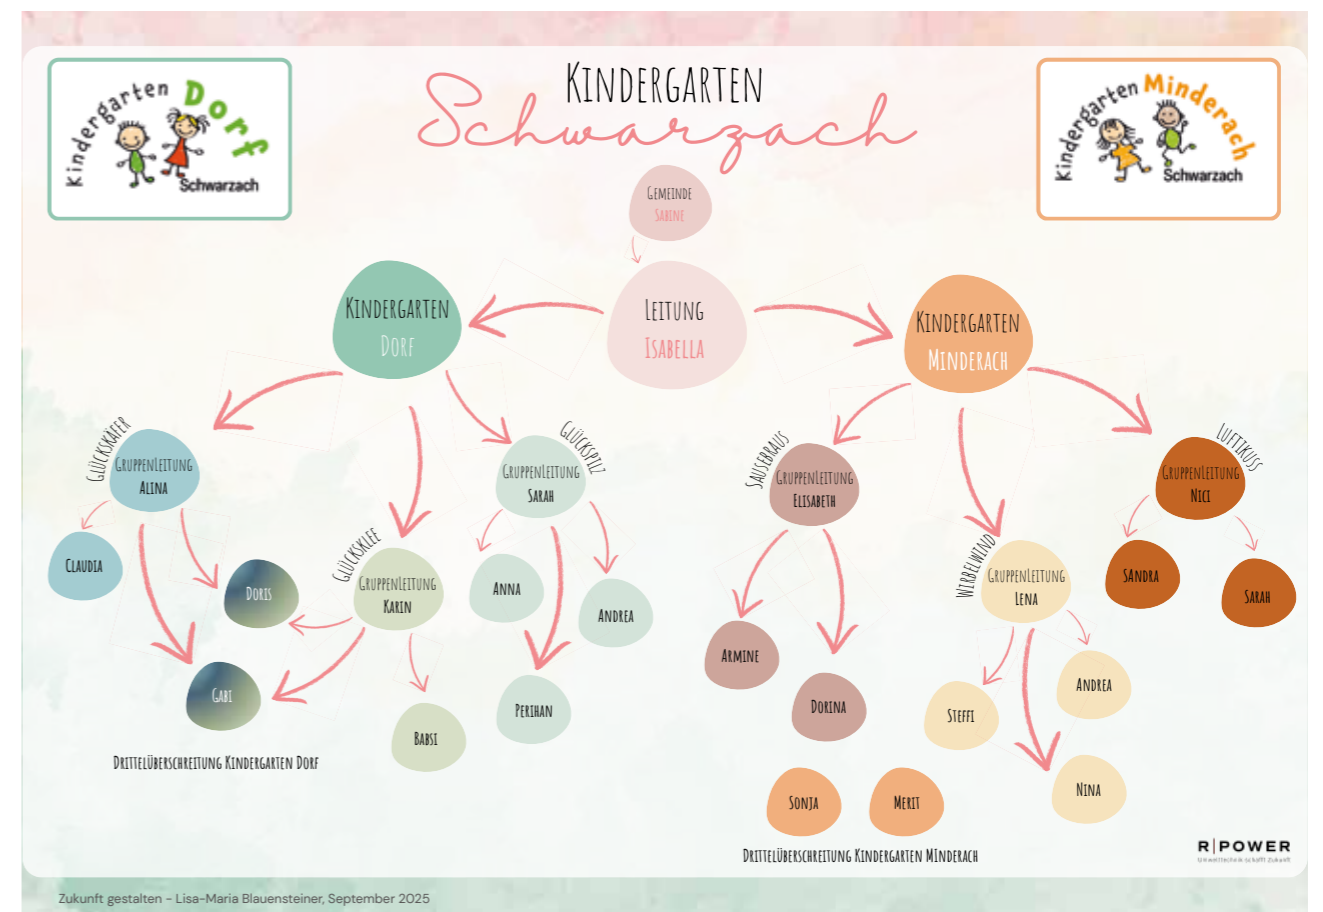 Kindergarten Dorf
Schwarzach
Kindergarten
Schwarzach
Kindergarten Minderach
Schwarzach
Gemeinde
Sabine
Leitung
Isabella
Kindergarten
Dorf
Kindergarten
Minderach
Glückskäfer
GruppenLeitung
Alina
Claudia
Doris
Gabi
Drittelüberschreitung Kindergarten Dorf
Glücksklee
GruppenLeitung
Karin
Babsi
Glückspilz
GruppenLeitung
Sarah
Anna
Andrea
Perihan
Sausebraus
GruppenLeitung
Elisabeth
Armine
Dorina
Sonja
Merit
Drittelüberschreitung Kindergarten Minderach
Wirbelwind
GruppenLeitung
Lena
Steffi
Andrea
Nina
Luftikuss
GruppenLeitung
Nici
Sandra
Sarah
R|POWER
Umwelttechnik schafft Zukunft
Zukunft gestalten - Lisa-Maria Blauensteiner, September 2025